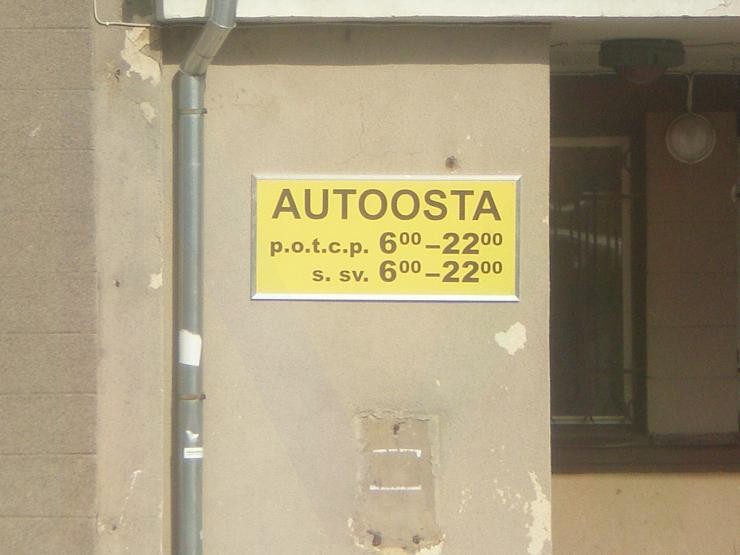 AUTOOSTA
p.o.t.c.p. 6⁰⁰–22⁰⁰
s. sv. 6⁰⁰–22⁰⁰